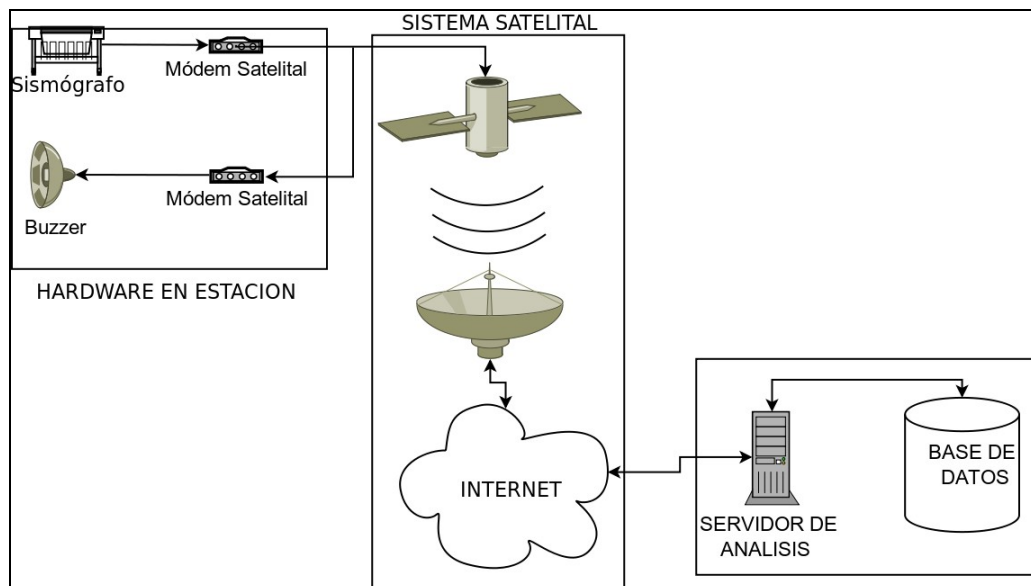 SISTEMA SATELITAL
Sismógrafo
Módem Satelital
Buzzer
Módem Satelital
HARDWARE EN ESTACION
INTERNET
SERVIDOR DE
ANALISIS
BASE DE
DATOS